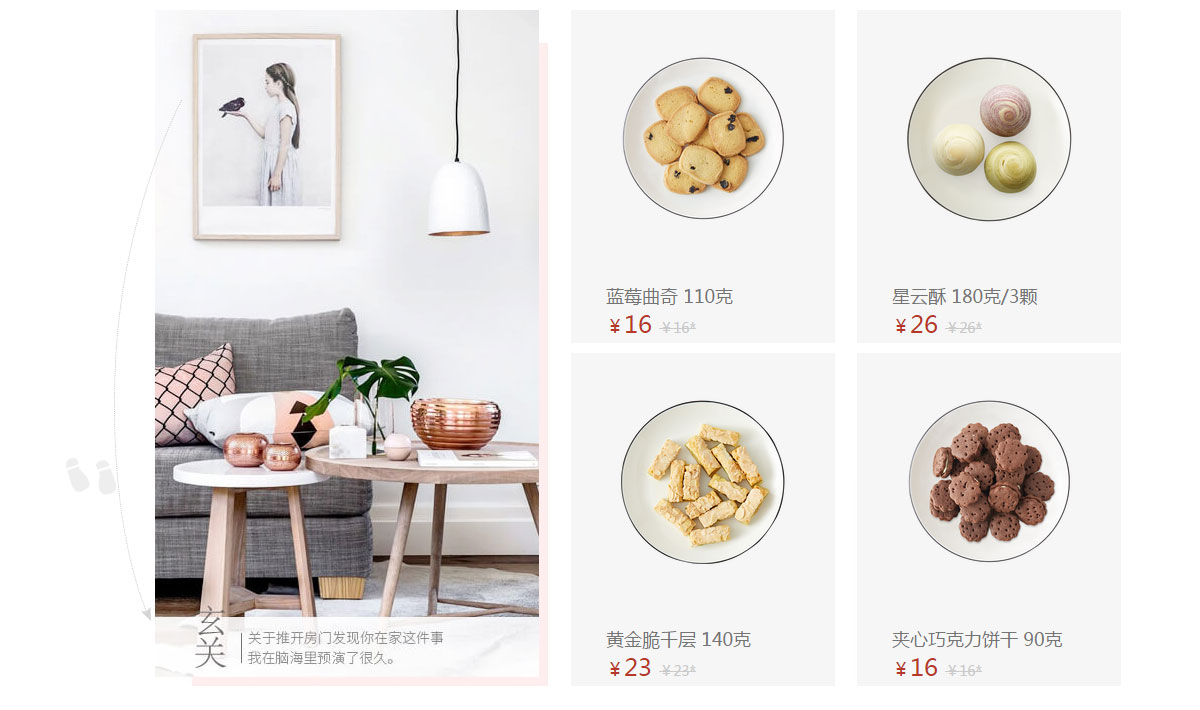 玄关
关于推开房门发现你在家这件事
我在脑海里预演了很久。
蓝莓曲奇 110克
¥16 ¥16*
星云酥 180克/3颗
¥26 ¥26*
黄金脆千层 140克
¥23 ¥23*
夹心巧克力饼干 90克
¥16 ¥16*